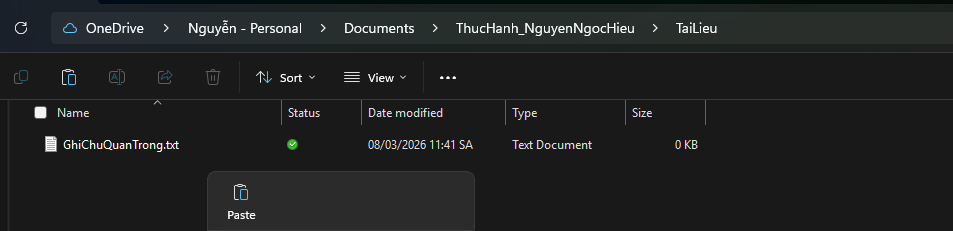 OneDrive > Nguyễn - Personal > Documents > ThucHanh_NguyenNgocHieu > TaiLieu
Sort View
Name Status Date modified Type Size
GhiChuQuanTrong.txt 08/03/2026 11:41 SA Text Document 0 KB
Paste